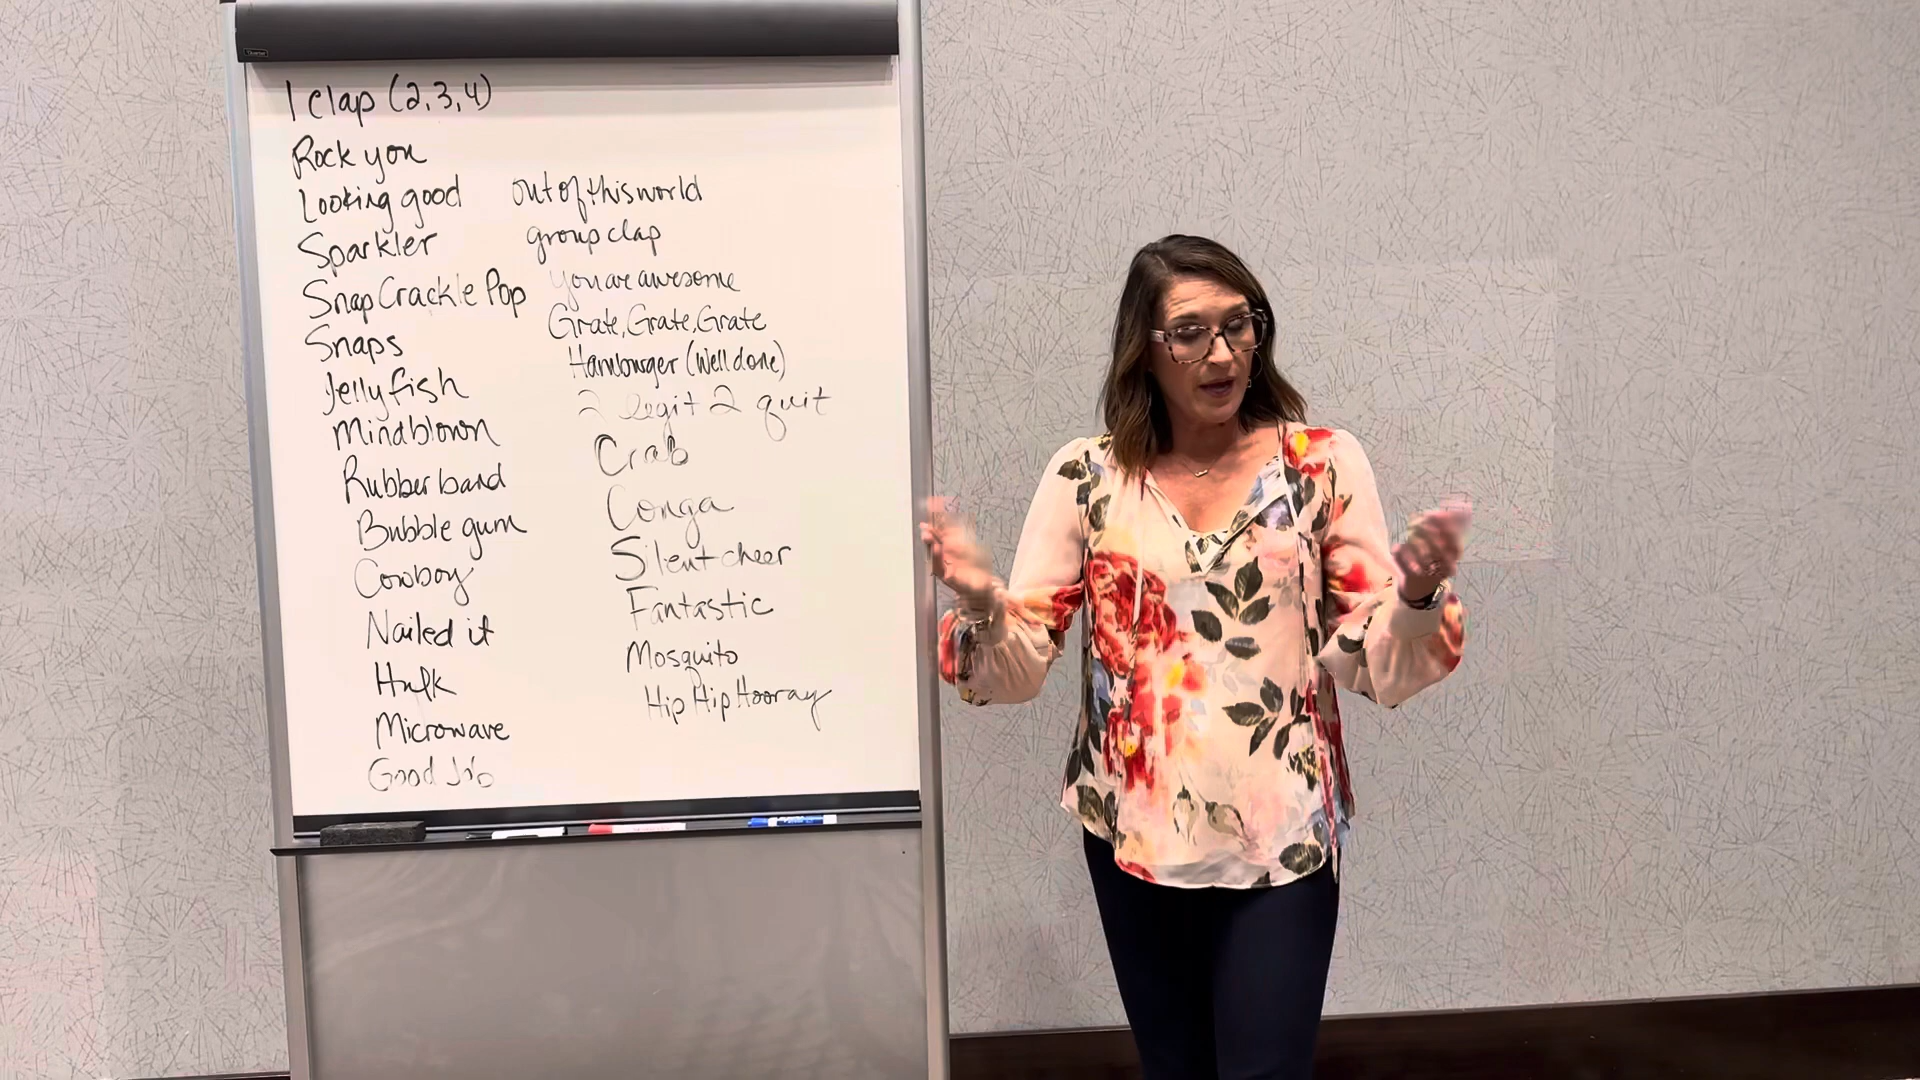 1 clap (2,3,4)
Rock you
Looking good
Sparkler
Snap Crackle Pop
Snaps
Jellyfish
Mindblown
Rubber band
Bubble gum
Cowboy
Nailed it
Hulk
Microwave
Good Job
out of this world
group clap
You are awesome
Grate, Grate, Grate
Hamburger (Well done)
2 legit 2 quit
Crab
Conga
Silent cheer
Fantastic
Mosquito
Hip Hip Hooray